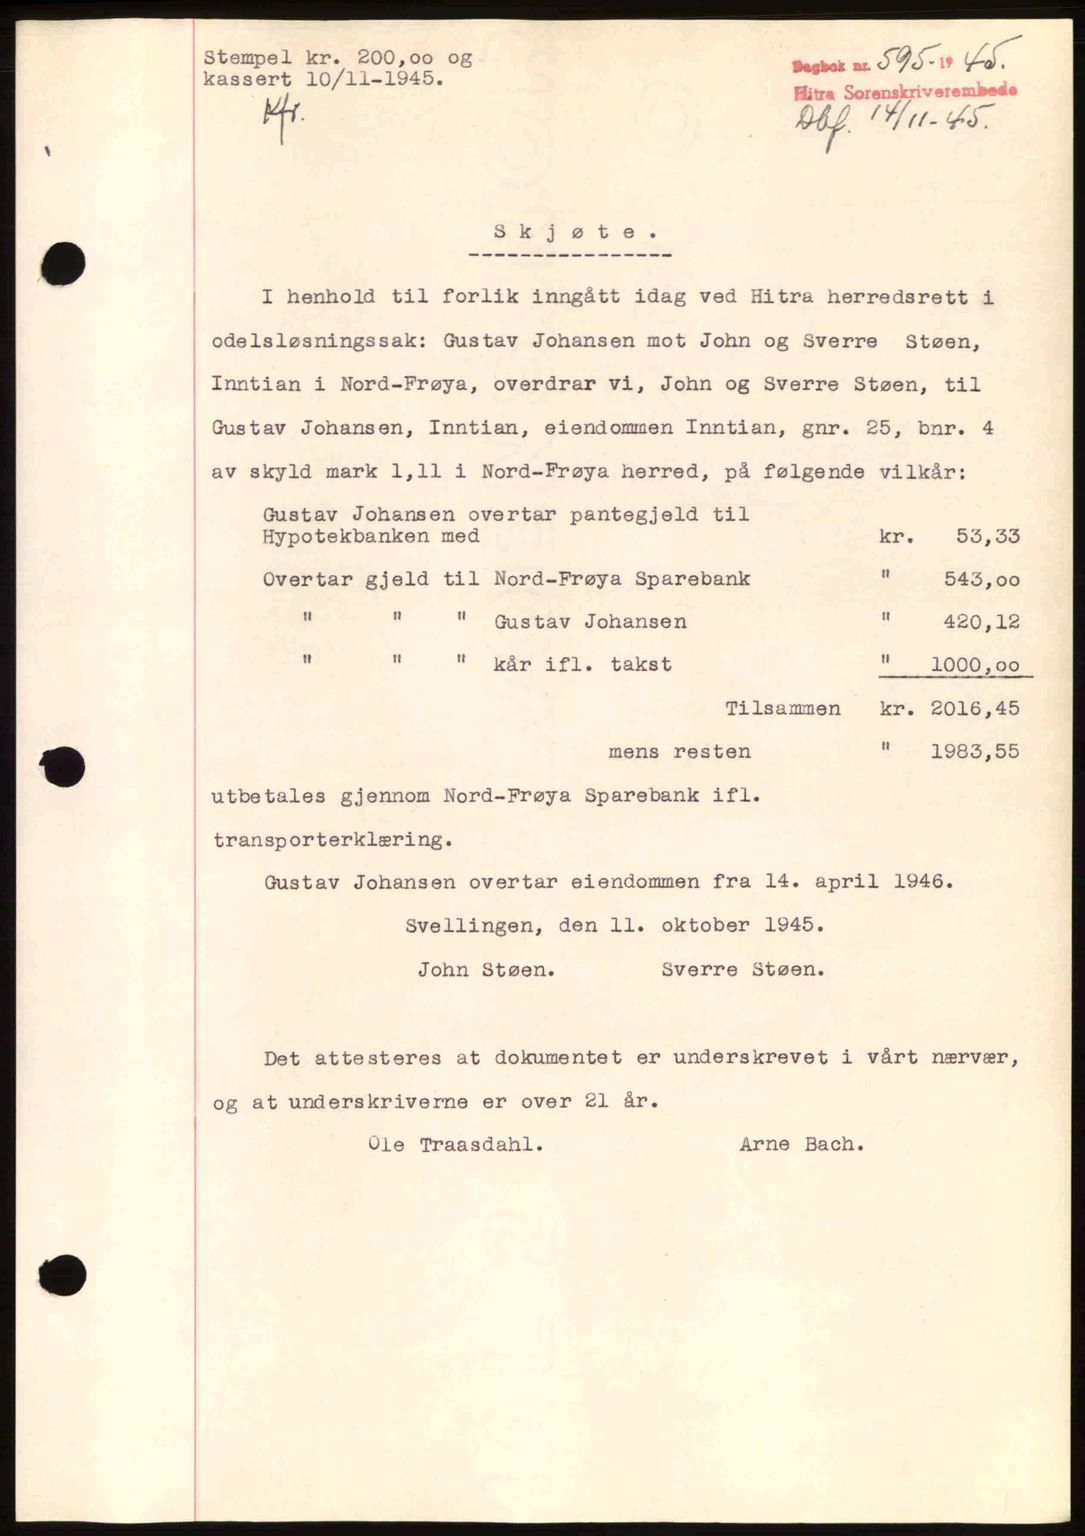 Stempel kr. 200,oo og
kassert 10/11-1945.
Dagbok nr. 595-1945.
Hitra Sorenskriverembede
Dbf. 14/11-45.
Skjøte.
I henhold til forlik inngått idag ved Hitra herredsrett i
odelsløsningssak: Gustav Johansen mot John og Sverre Støen,
Inntian i Nord-Frøya, overdrar vi, John og Sverre Støen, til
Gustav Johansen, Inntian, eiendommen Inntian, gnr. 25, bnr. 4
av skyld mark 1,11 i Nord-Frøya herred, på følgende vilkår:
Gustav Johansen overtar pantegjeld til
Hypotekbanken med kr. 53,33
Overtar gjeld til Nord-Frøya Sparebank " 543,oo
" " " Gustav Johansen " 420,12
" " " kår ifl. takst " 1000,oo
Tilsammen kr. 2016,45
mens resten " 1983,55
utbetales gjennom Nord-Frøya Sparebank ifl.
transporterklæring.
Gustav Johansen overtar eiendommen fra 14. april 1946.
Svellingen, den 11. oktober 1945.
John Støen. Sverre Støen.
Det attesteres at dokumentet er underskrevet i vårt nærvær,
og at underskriverne er over 21 år.
Ole Traasdahl. Arne Bach.